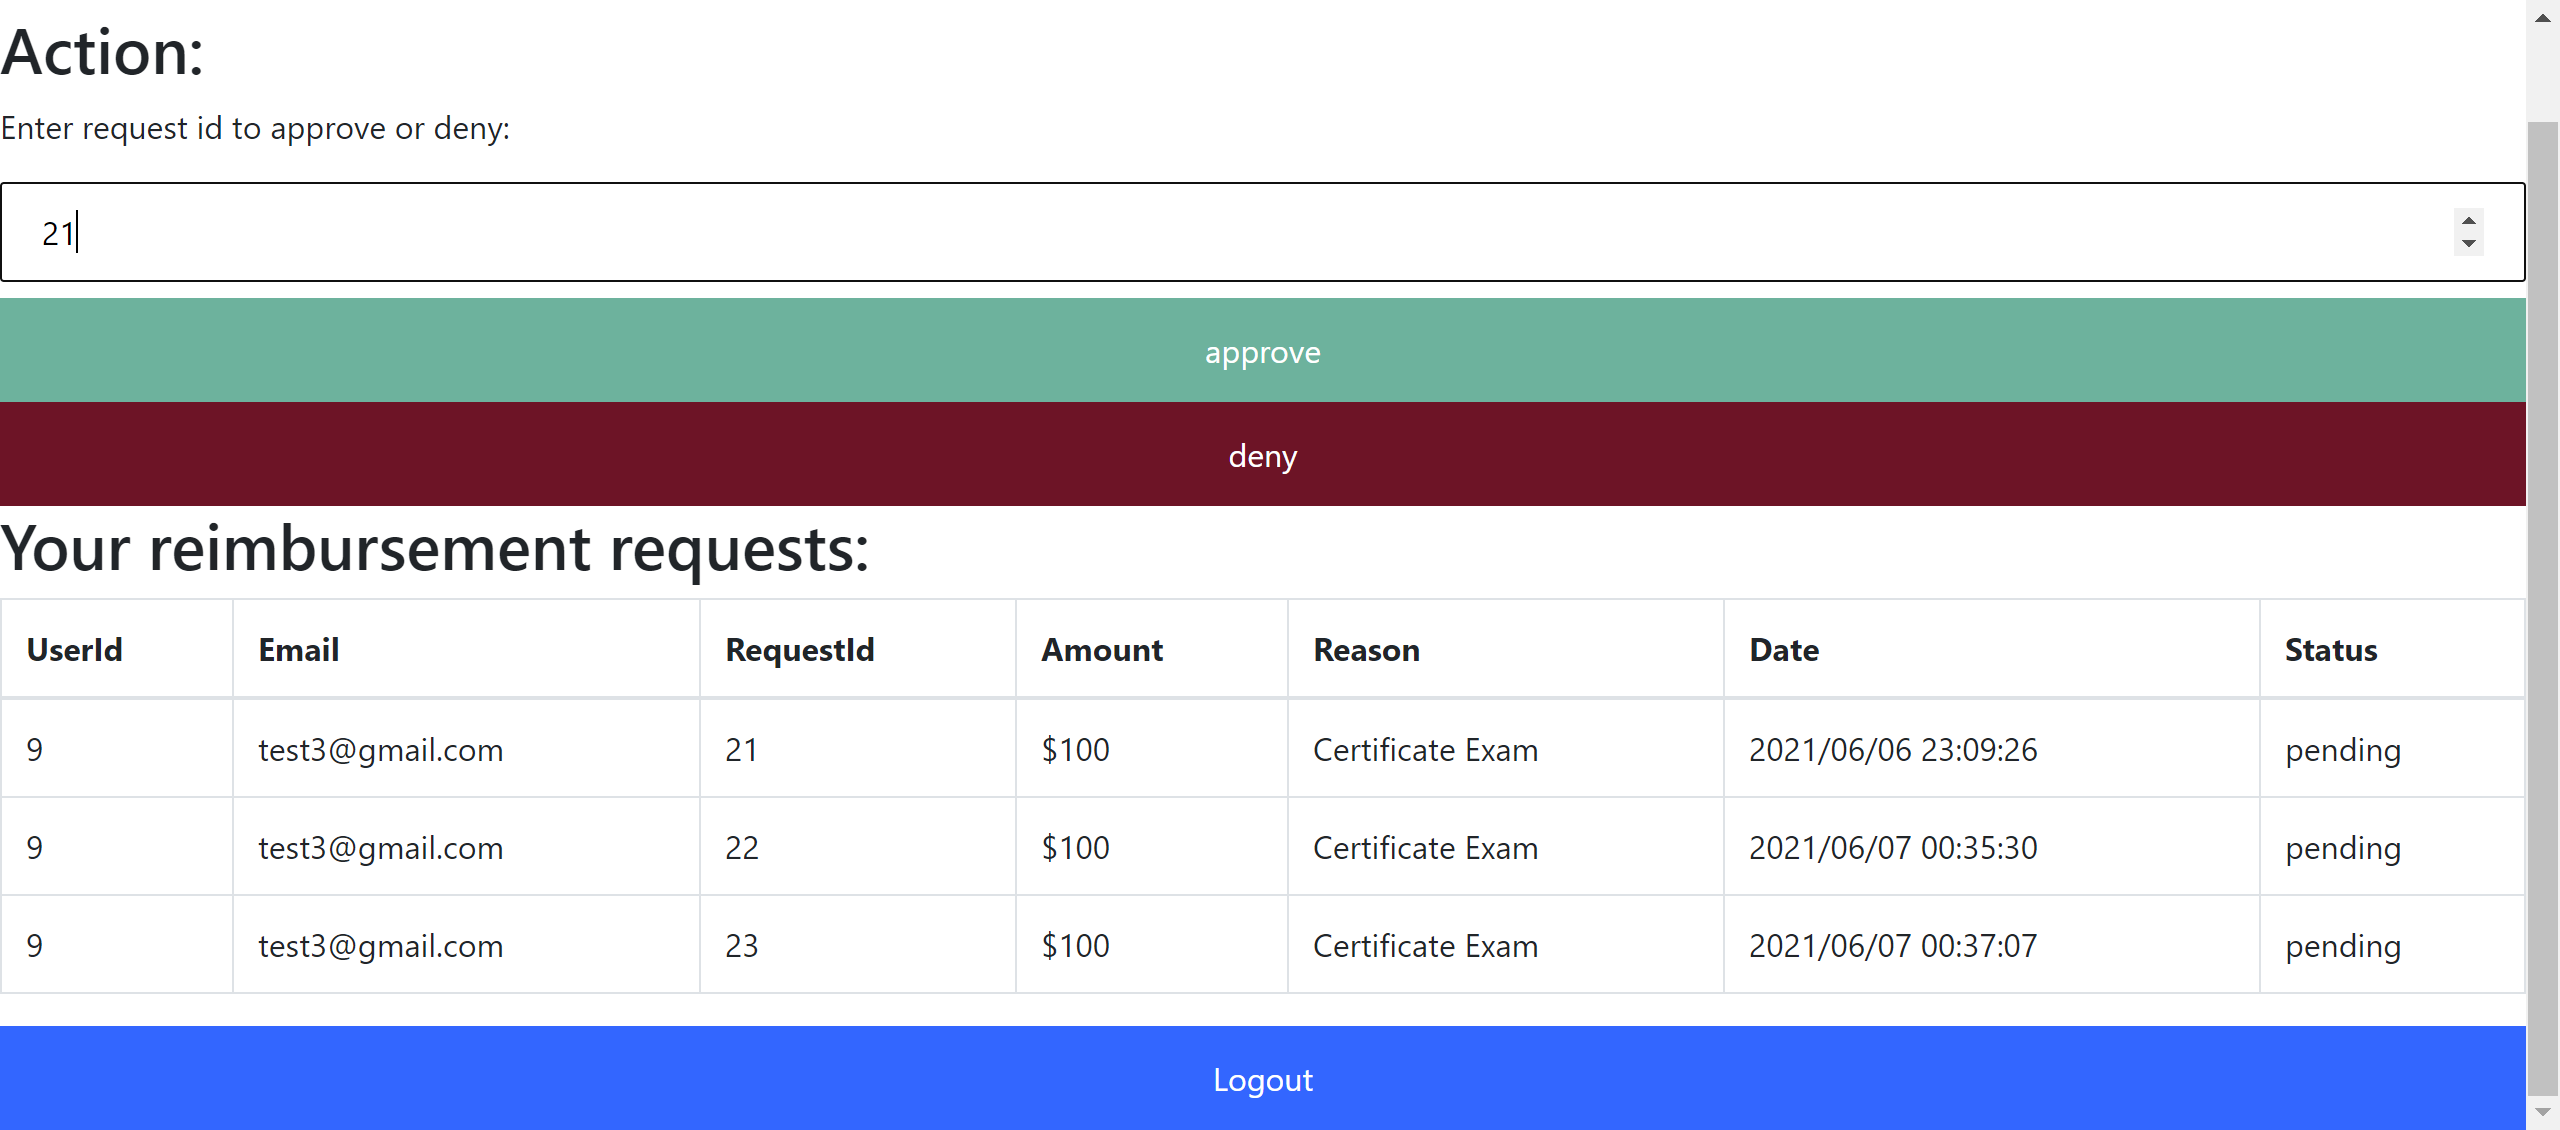 Action:
Enter request id to approve or deny:
21
approve
deny
Your reimbursement requests:
UserId Email RequestId Amount Reason Date Status
9 test3@gmail.com 21 $100 Certificate Exam 2021/06/06 23:09:26 pending
9 test3@gmail.com 22 $100 Certificate Exam 2021/06/07 00:35:30 pending
9 test3@gmail.com 23 $100 Certificate Exam 2021/06/07 00:37:07 pending
Logout